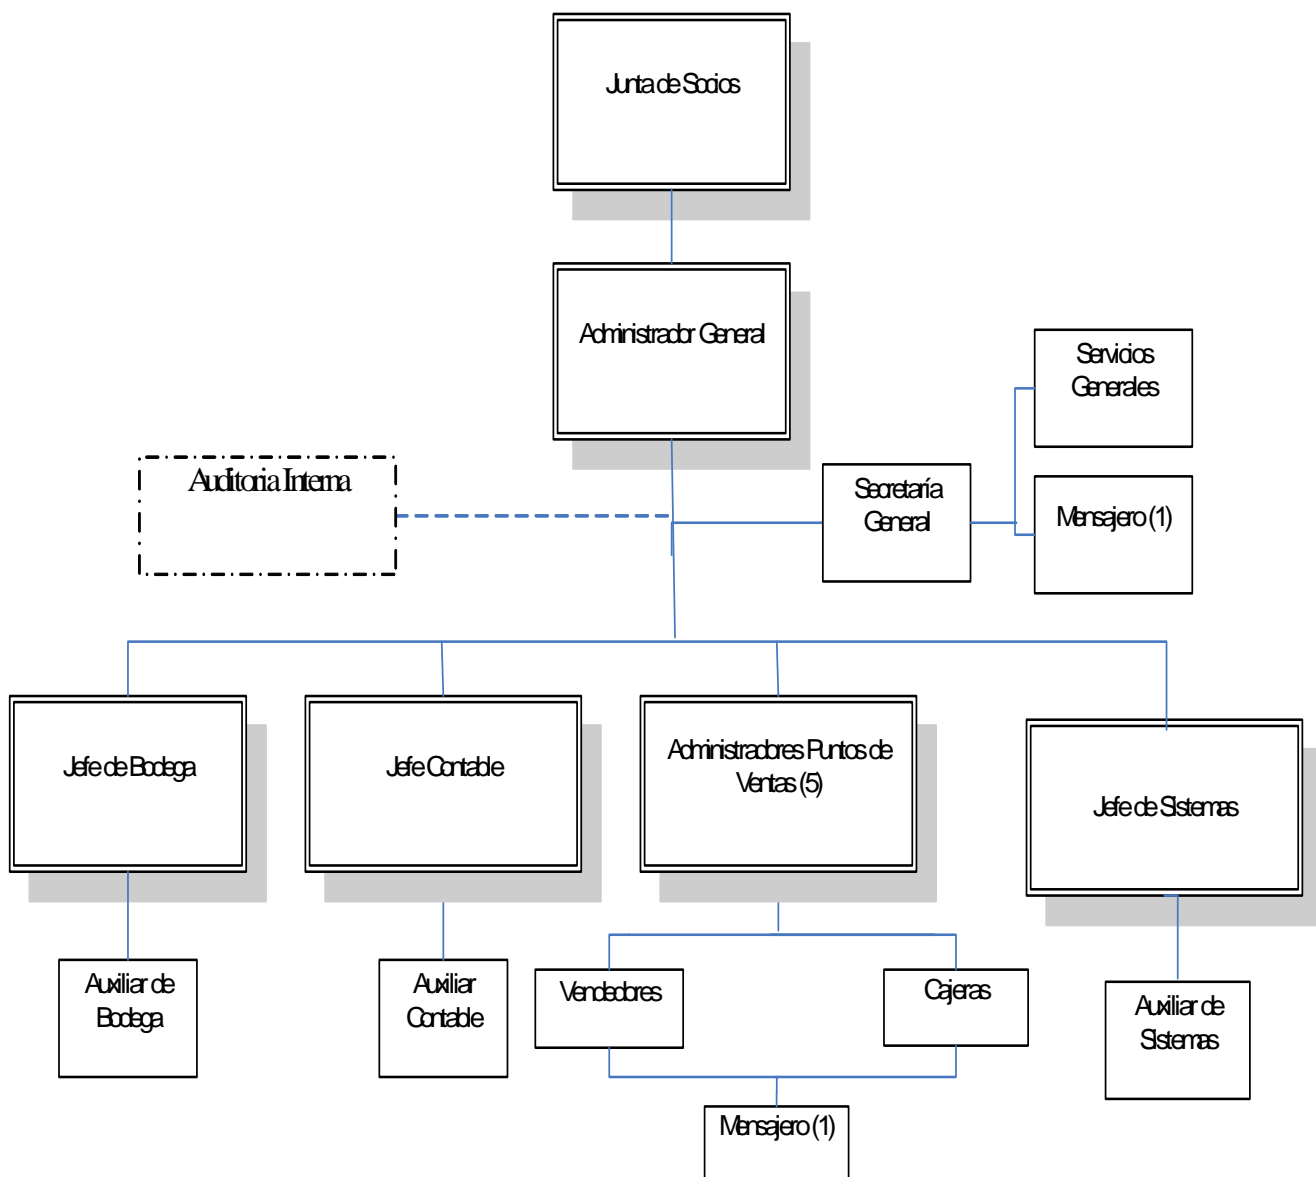 Junta de Socios
Administrador General
Servicios
Generales
Auditoria Interna
Secretaría
General
Mensajero (1)
Jefe de Bodega
Jefe Contable
Administradores Puntos de
Ventas (5)
Jefe de Sistemas
Auxiliar de
Bodega
Auxiliar
Contable
Vendedores
Cajeras
Auxiliar de
Sistemas
Mensajero (1)